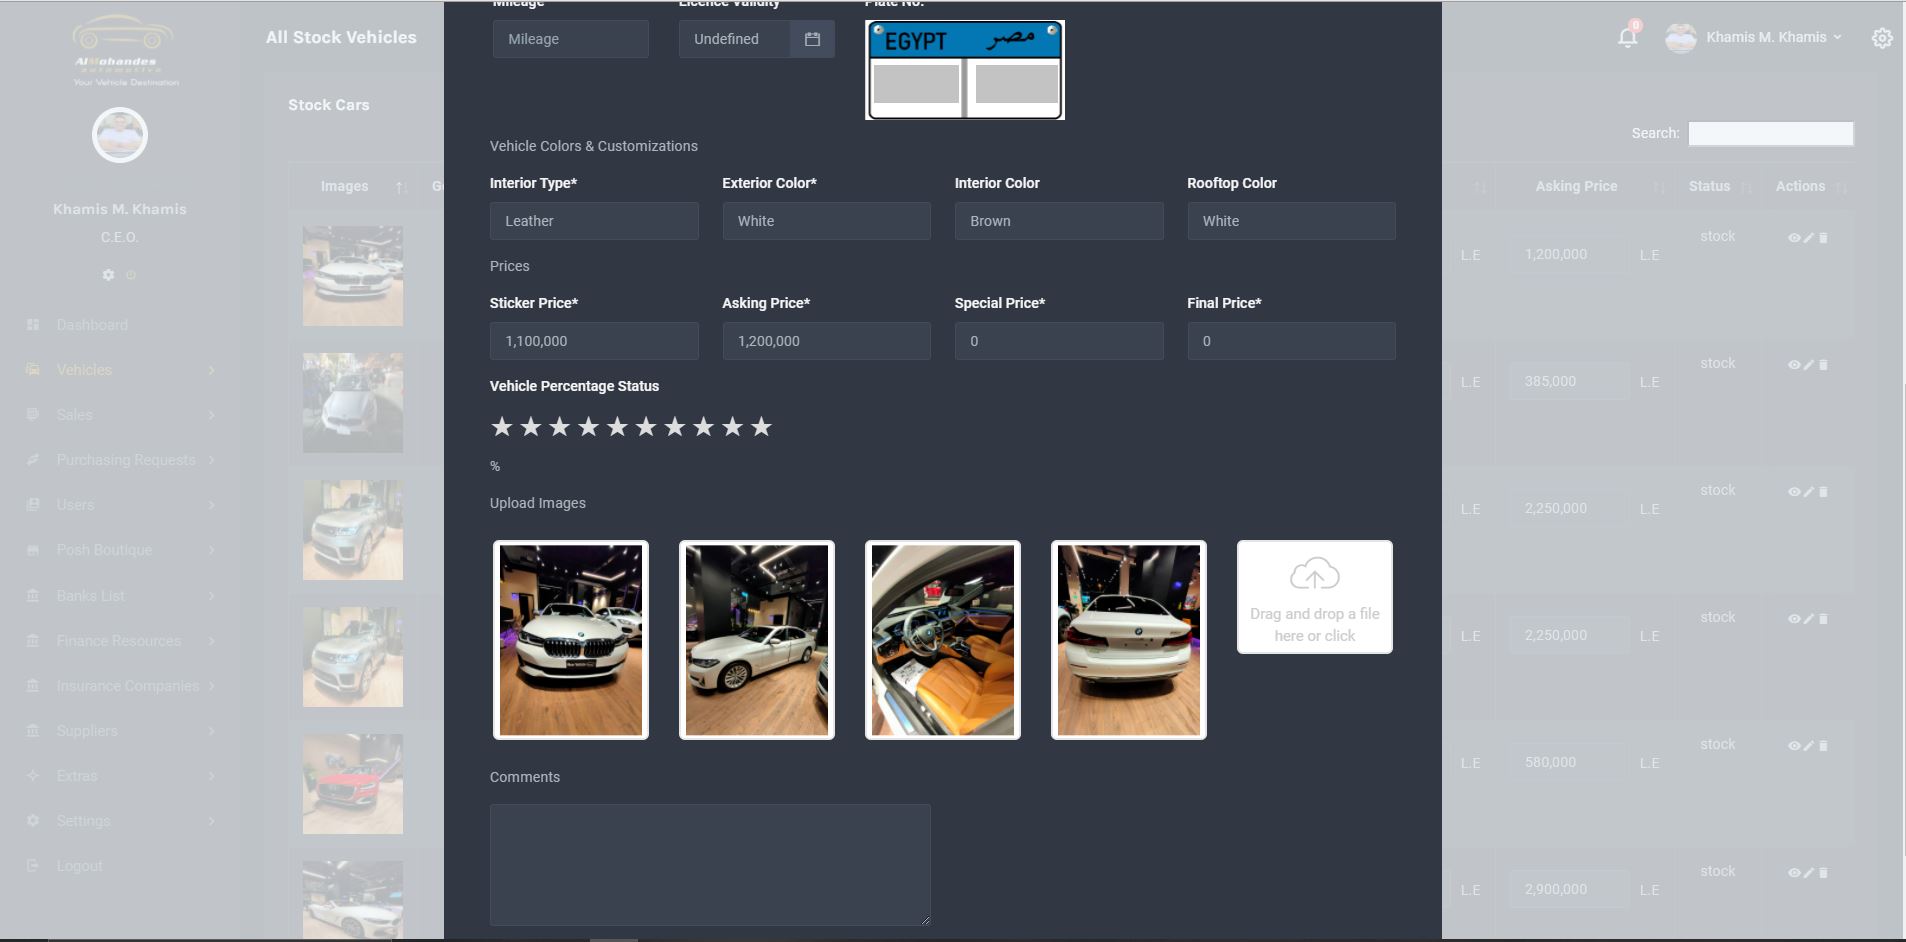 AlMohandes
automotive
Your Vehicle Destination
Khamis M. Khamis
C.E.O.
Dashboard
Vehicles
Sales
Purchasing Requests
Users
Posh Boutique
Banks List
Finance Resources
Insurance Companies
Suppliers
Extras
Settings
Logout
All Stock Vehicles
Stock Cars
Images
0
Khamis M. Khamis
Search:
Asking Price Status Actions
L.E 1,200,000 L.E stock
L.E 385,000 L.E stock
L.E 2,250,000 L.E stock
L.E 2,250,000 L.E stock
L.E 580,000 L.E stock
L.E 2,900,000 L.E stock
Mileage Licence Validity Plate No.
Mileage Undefined
EGYPT مصر
Vehicle Colors & Customizations
Interior Type* Exterior Color* Interior Color Rooftop Color
Leather White Brown White
Prices
Sticker Price* Asking Price* Special Price* Final Price*
1,100,000 1,200,000 0 0
Vehicle Percentage Status
%
Upload Images
Drag and drop a file
here or click
Comments